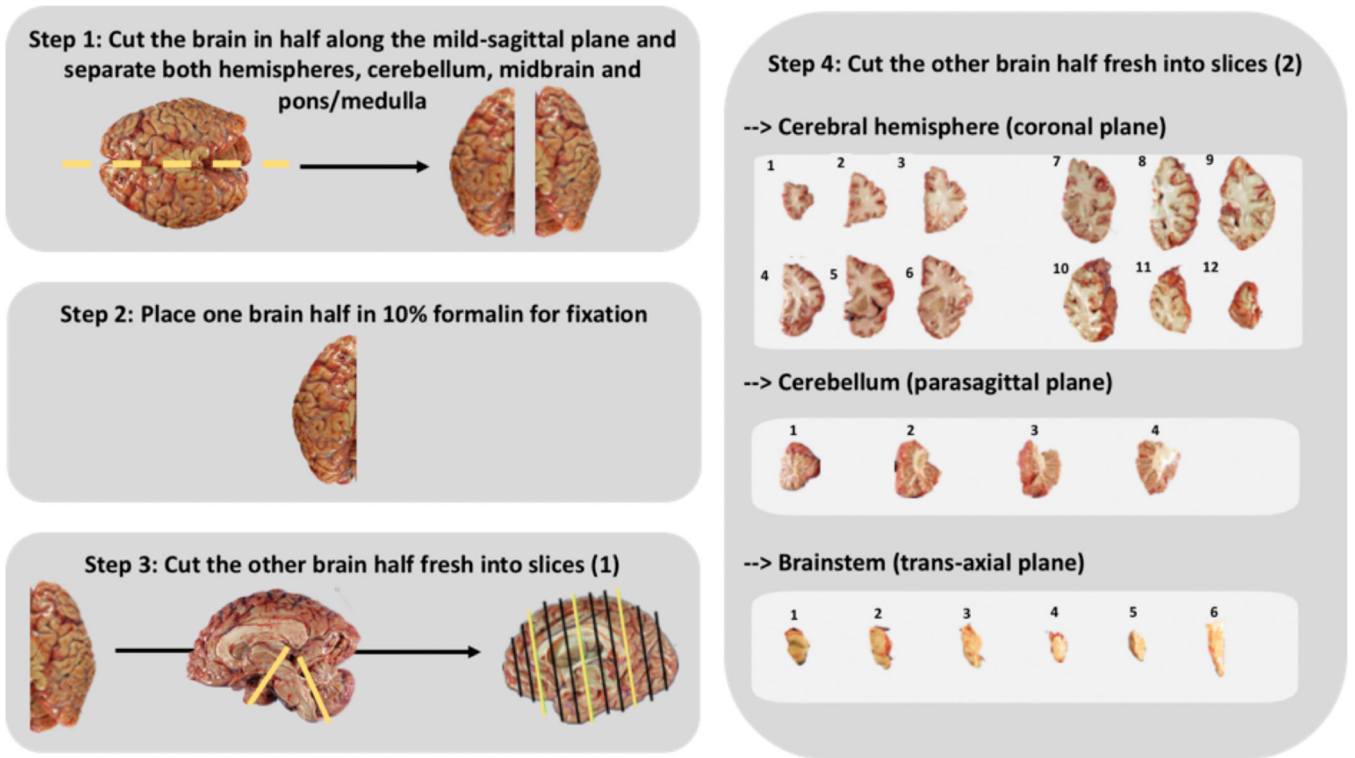 Step 1: Cut the brain in half along the mild-sagittal plane and
separate both hemispheres, cerebellum, midbrain and
pons/medulla
Step 2: Place one brain half in 10% formalin for fixation
Step 3: Cut the other brain half fresh into slices (1)
Step 4: Cut the other brain half fresh into slices (2)
--> Cerebral hemisphere (coronal plane)
1 2 3 7 8 9
4 5 6 10 11 12
--> Cerebellum (parasagittal plane)
1 2 3 4
--> Brainstem (trans-axial plane)
1 2 3 4 5 6